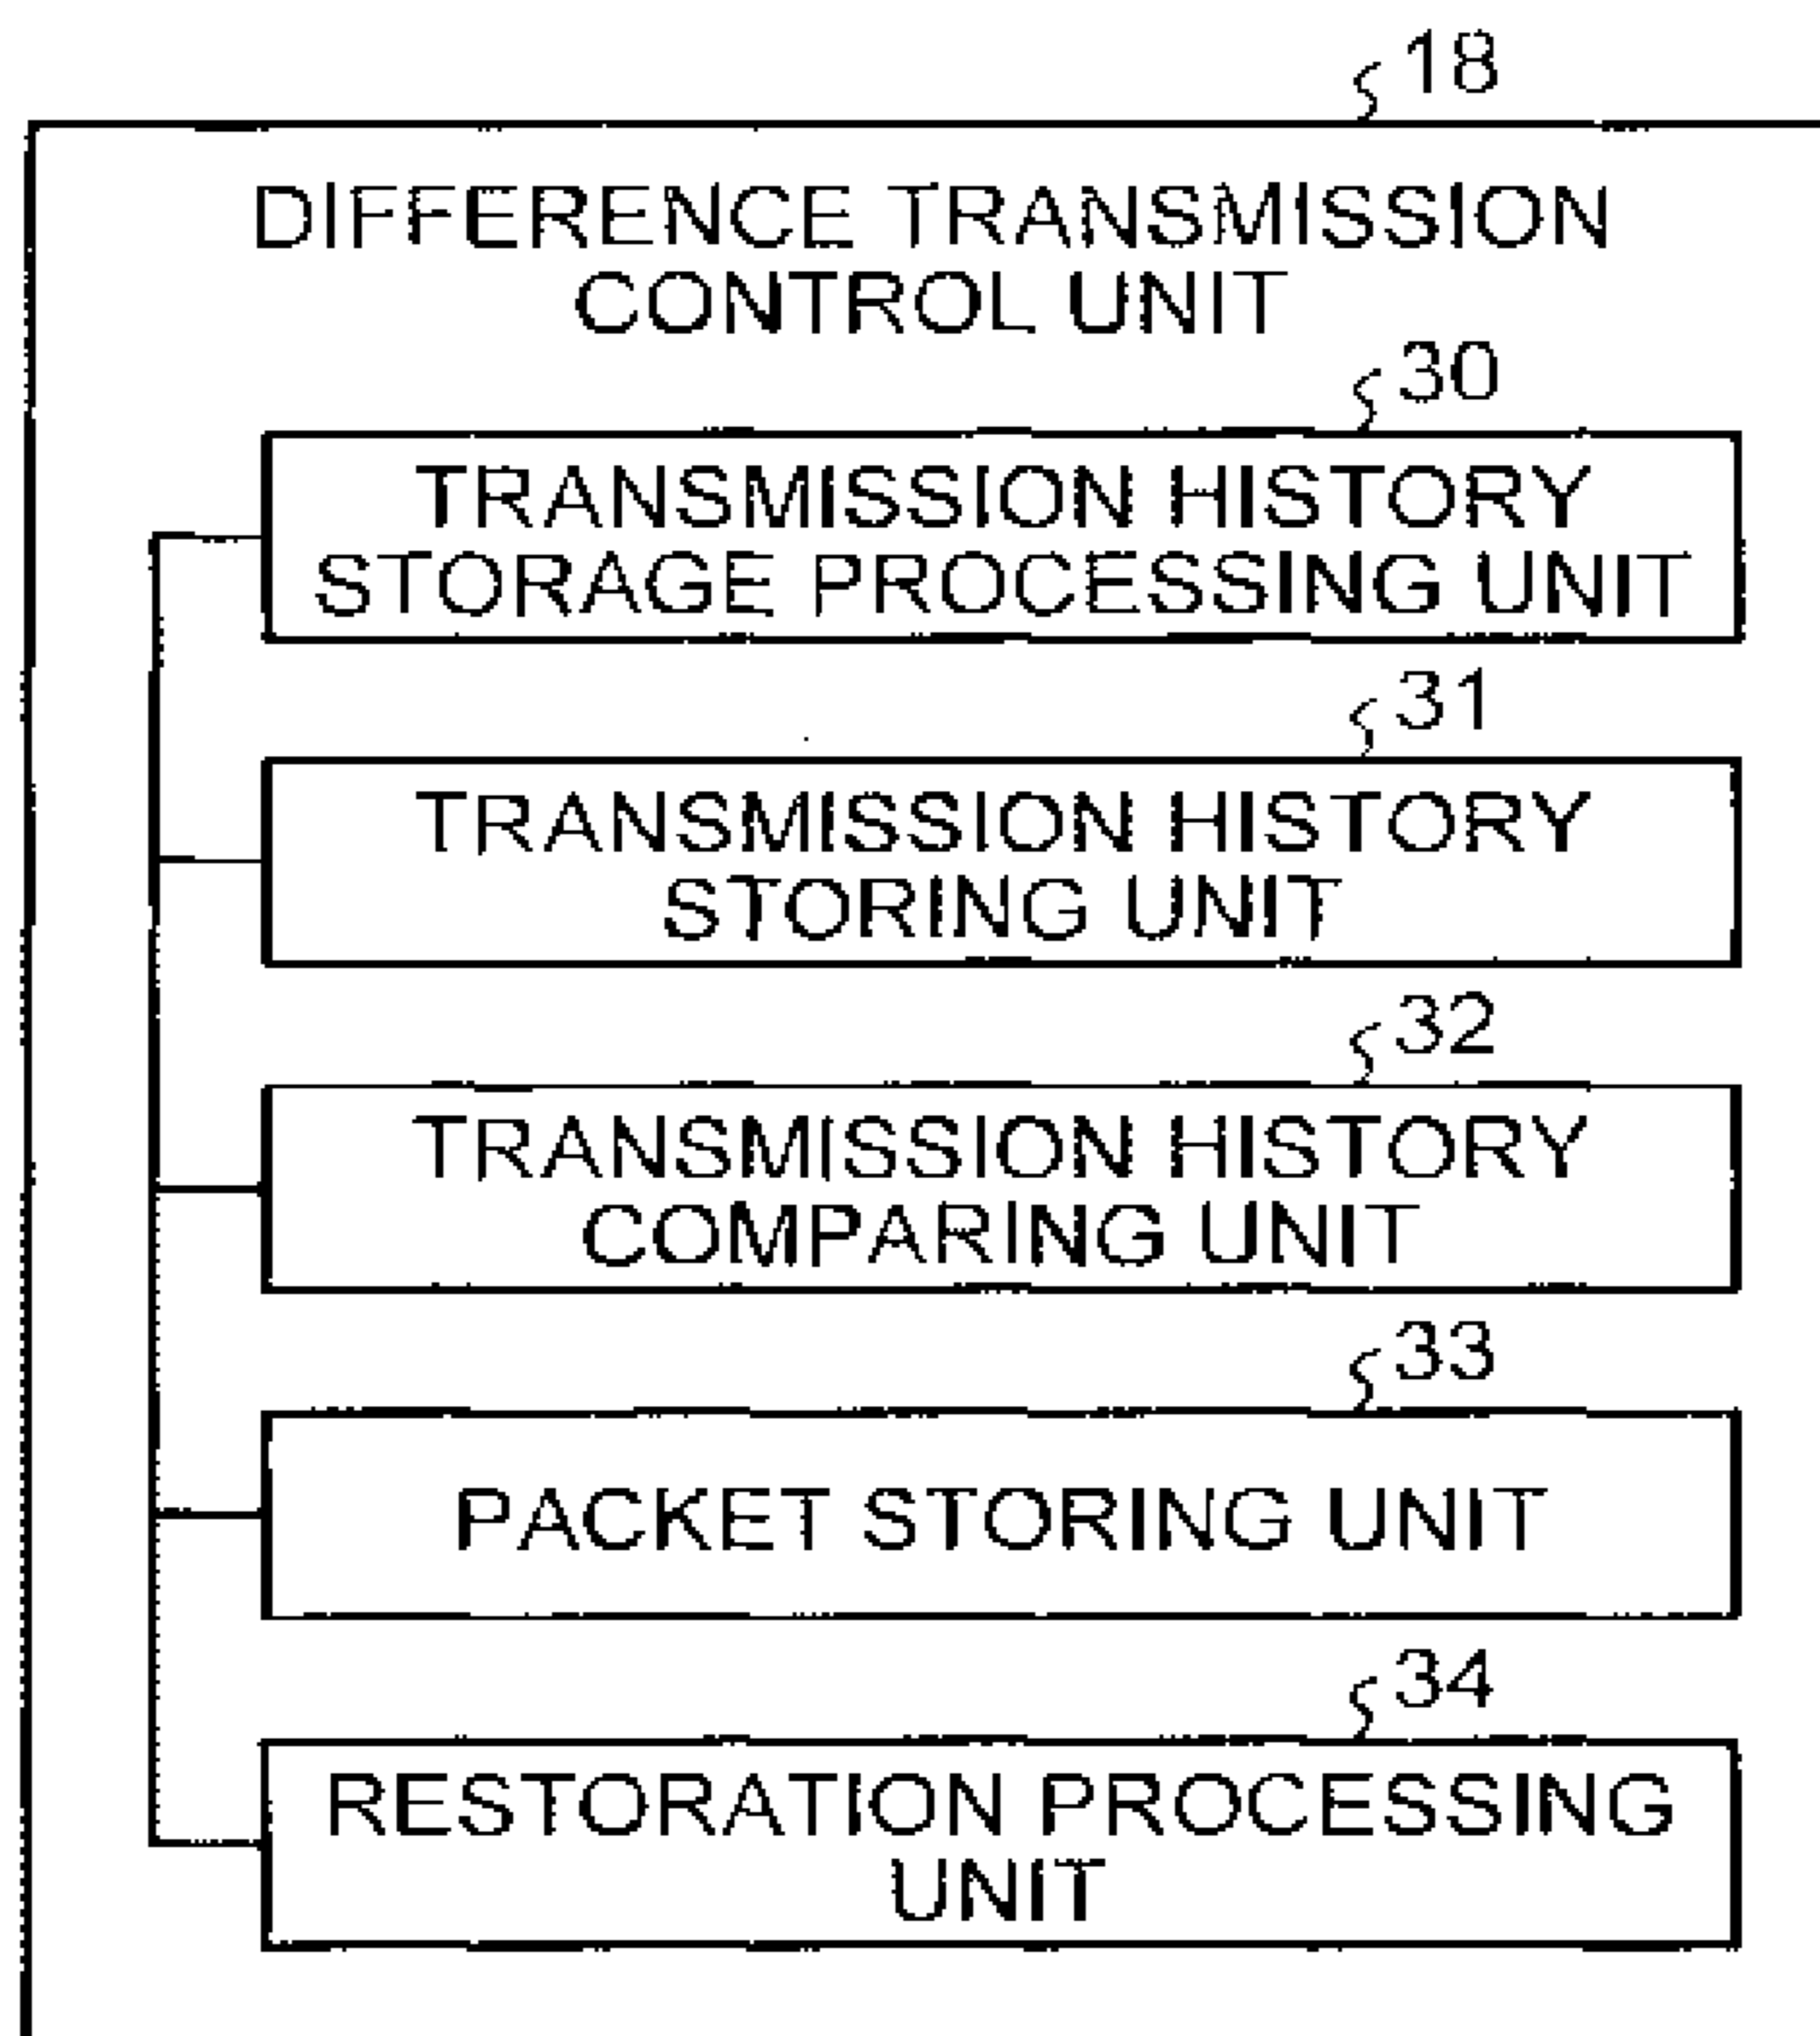 18
DIFFERENCE TRANSMISSION
CONTROL UNIT
30
TRANSMISSION HISTORY
STORAGE PROCESSING UNIT
31
TRANSMISSION HISTORY
STORING UNIT
32
TRANSMISSION HISTORY
COMPARING UNIT
33
PACKET STORING UNIT
34
RESTORATION PROCESSING
UNIT